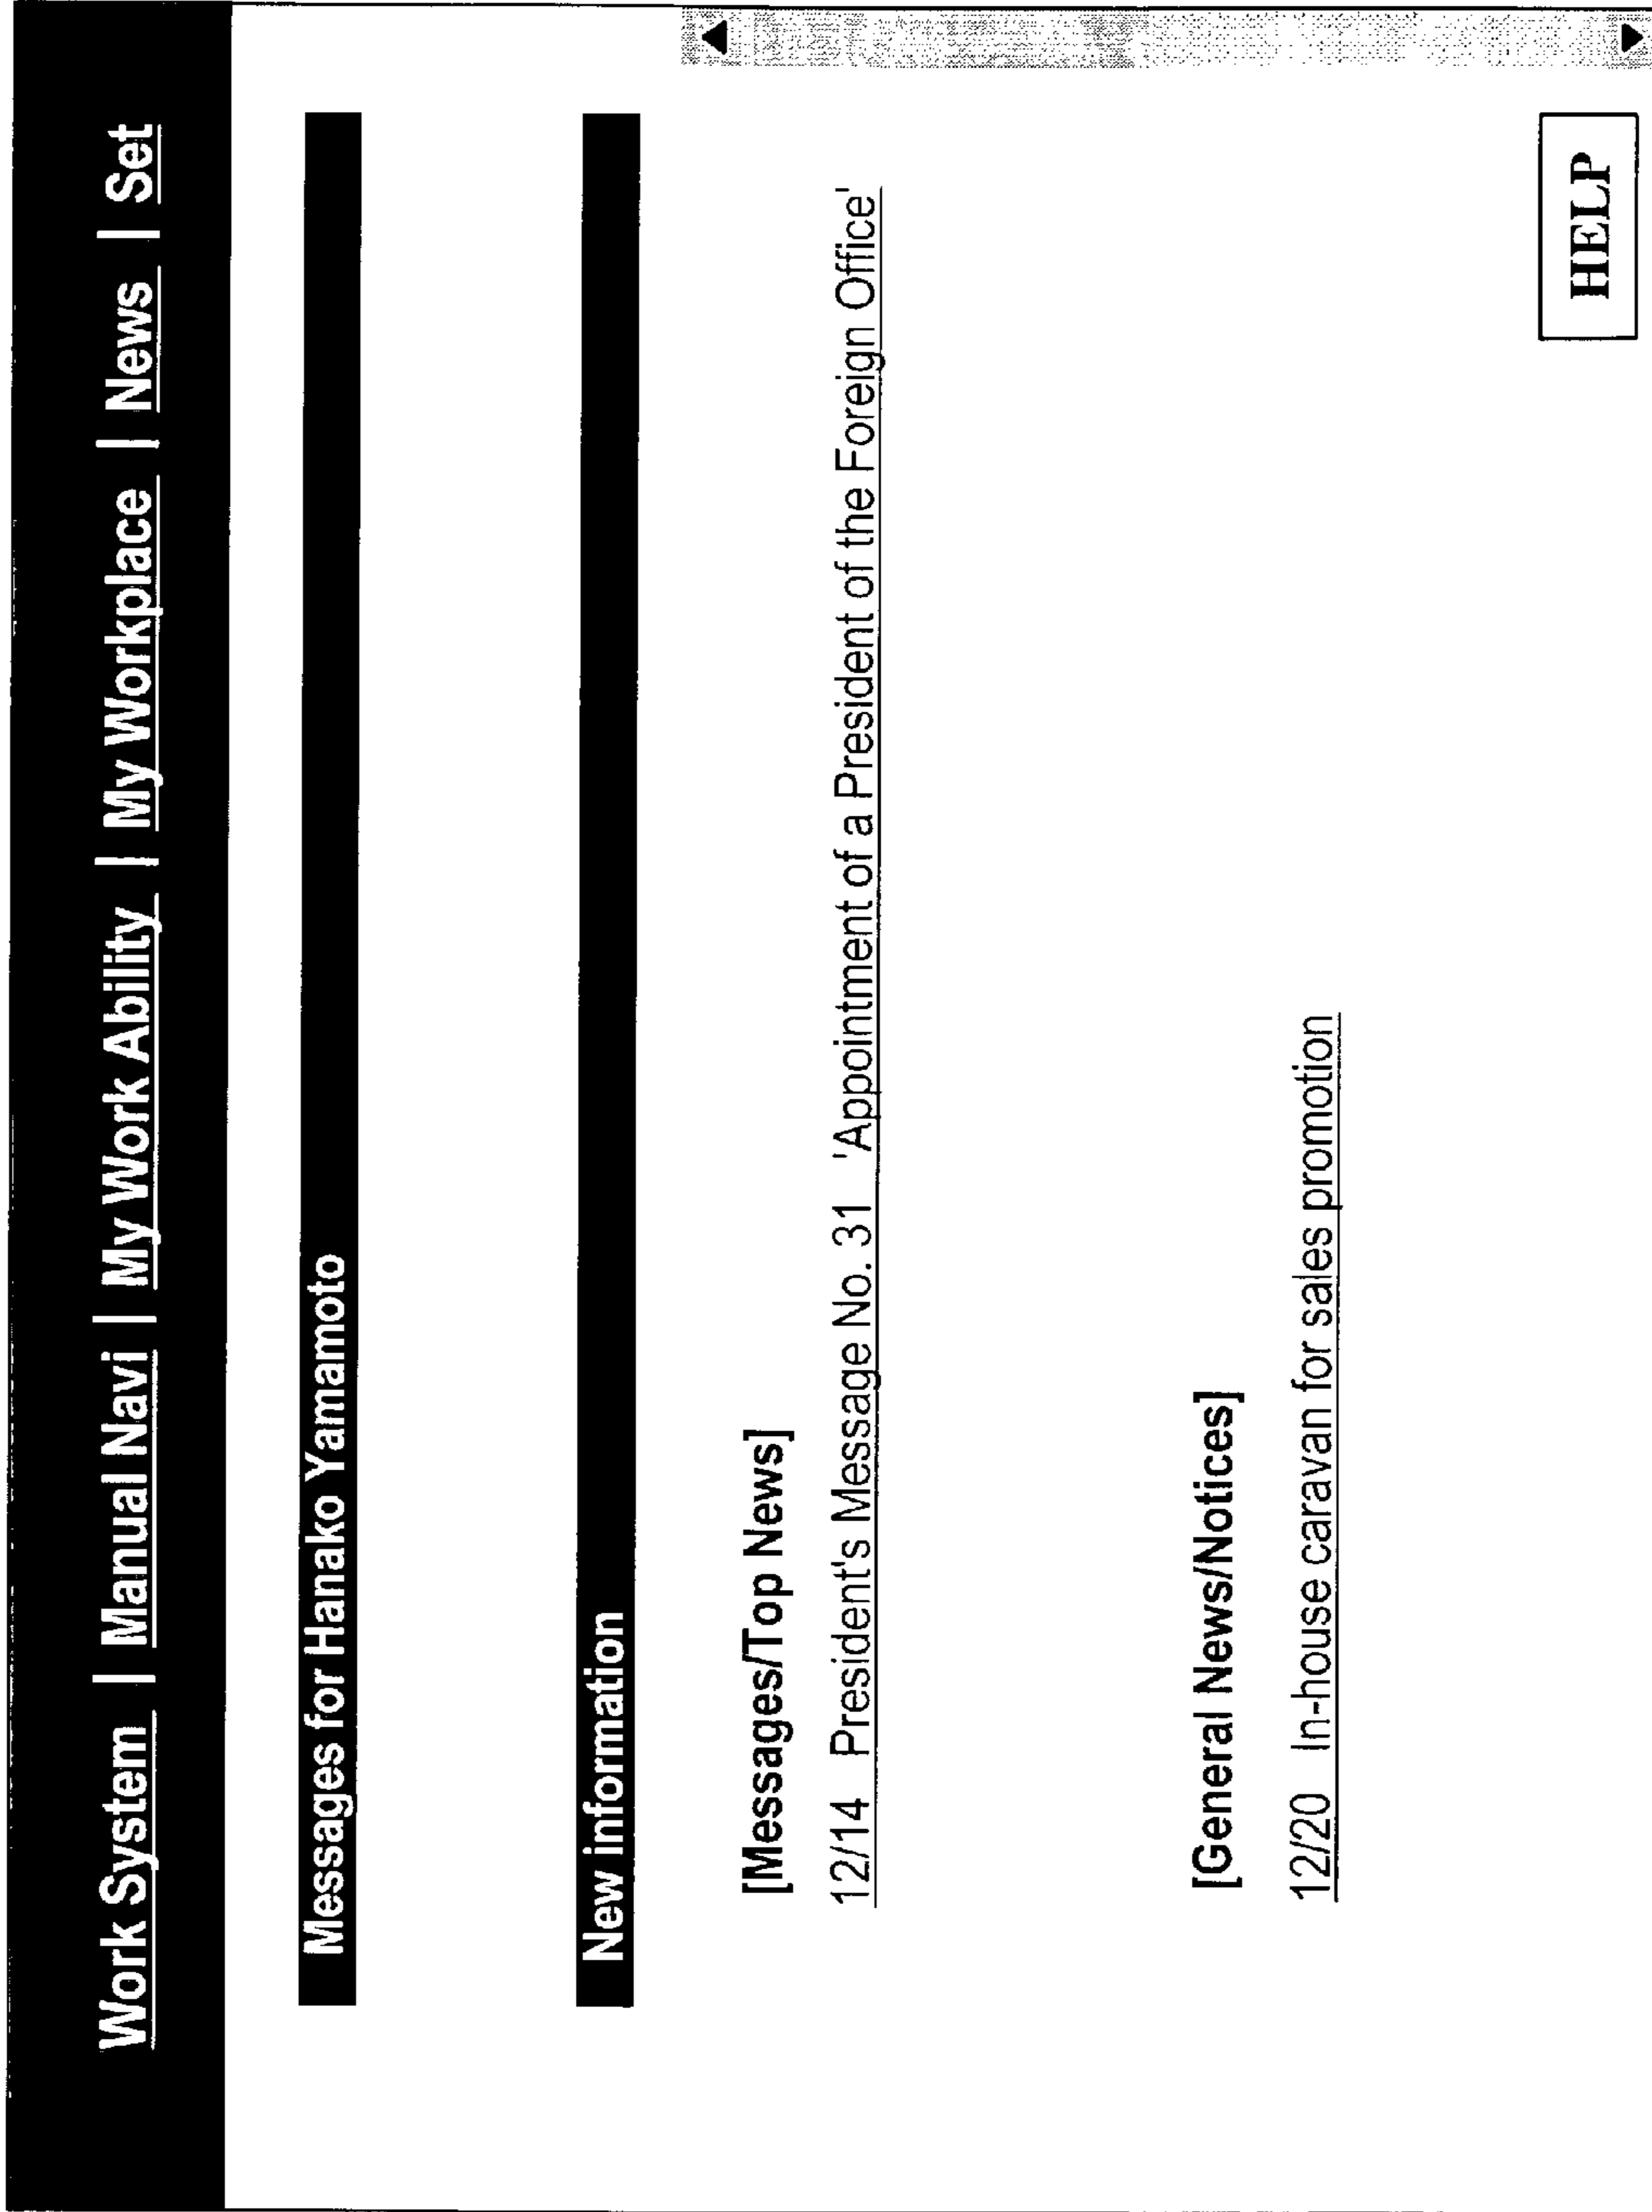 Work System | Manual Navi | My Work Ability | My Workplace | News | Set
Messages for Hanako Yamamoto
New information
[Messages/Top News]
12/14 President's Message No. 31 'Appointment of a President of the Foreign Office'
[General News/Notices]
12/20 In-house caravan for sales promotion
HELP